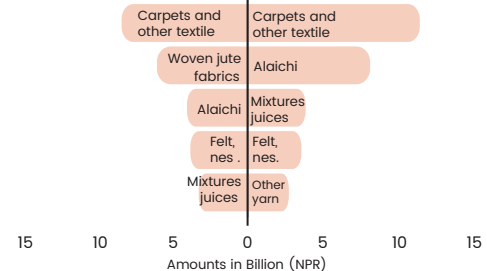 Carpets and
other textile
Carpets and
other textile
Woven jute
fabrics
Alaichi
Alaichi
Mixtures
juices
Felt,
nes .
Felt,
nes.
Mixtures
juices
Other
yarn
15 10 5 0 5 10 15
Amounts in Billion (NPR)